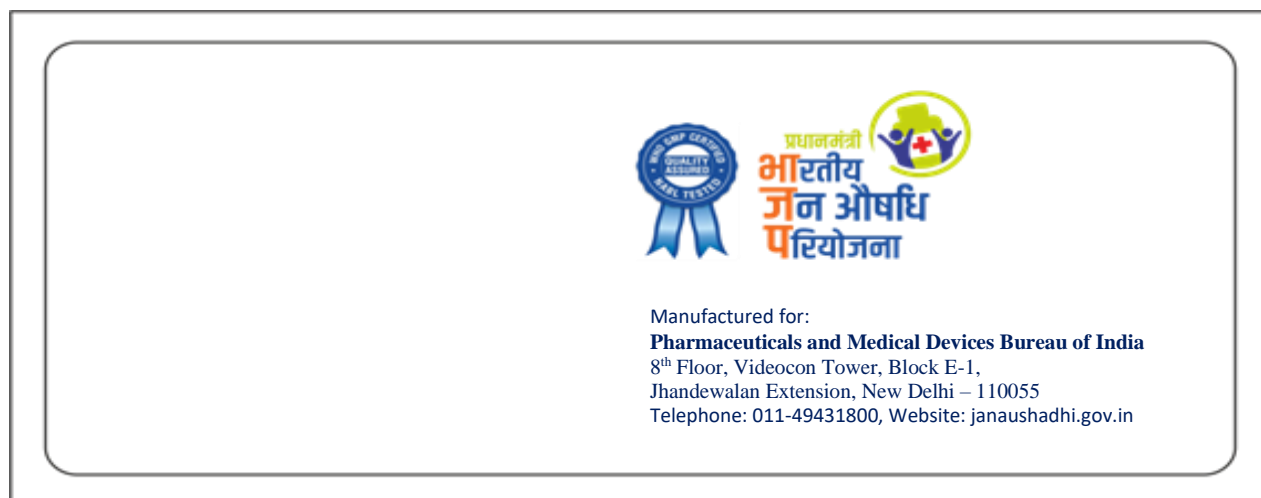 WHO GMP CERTIFIED
QUALITY
ASSURED
NABL TESTED
प्रधानमंत्री
भारतीय
जन औषधि
परियोजना
Manufactured for:
Pharmaceuticals and Medical Devices Bureau of India
8th Floor, Videocon Tower, Block E-1,
Jhandewalan Extension, New Delhi – 110055
Telephone: 011-49431800, Website: janaushadhi.gov.in